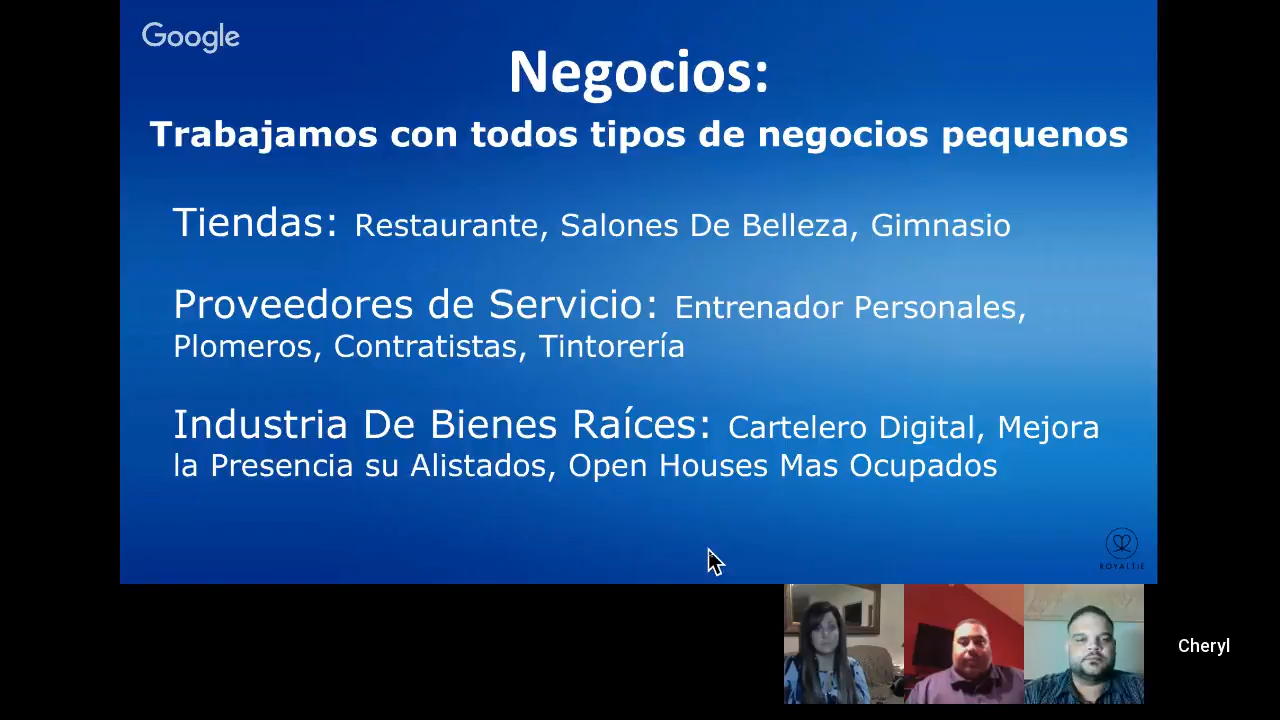 Google
Negocios:
Trabajamos con todos tipos de negocios pequenos
Tiendas: Restaurante, Salones De Belleza, Gimnasio
Proveedores de Servicio: Entrenador Personales,
Plomeros, Contratistas, Tintorería
Industria De Bienes Raíces: Cartelero Digital, Mejora
la Presencia su Alistados, Open Houses Mas Ocupados
ROYALTIE
Cheryl